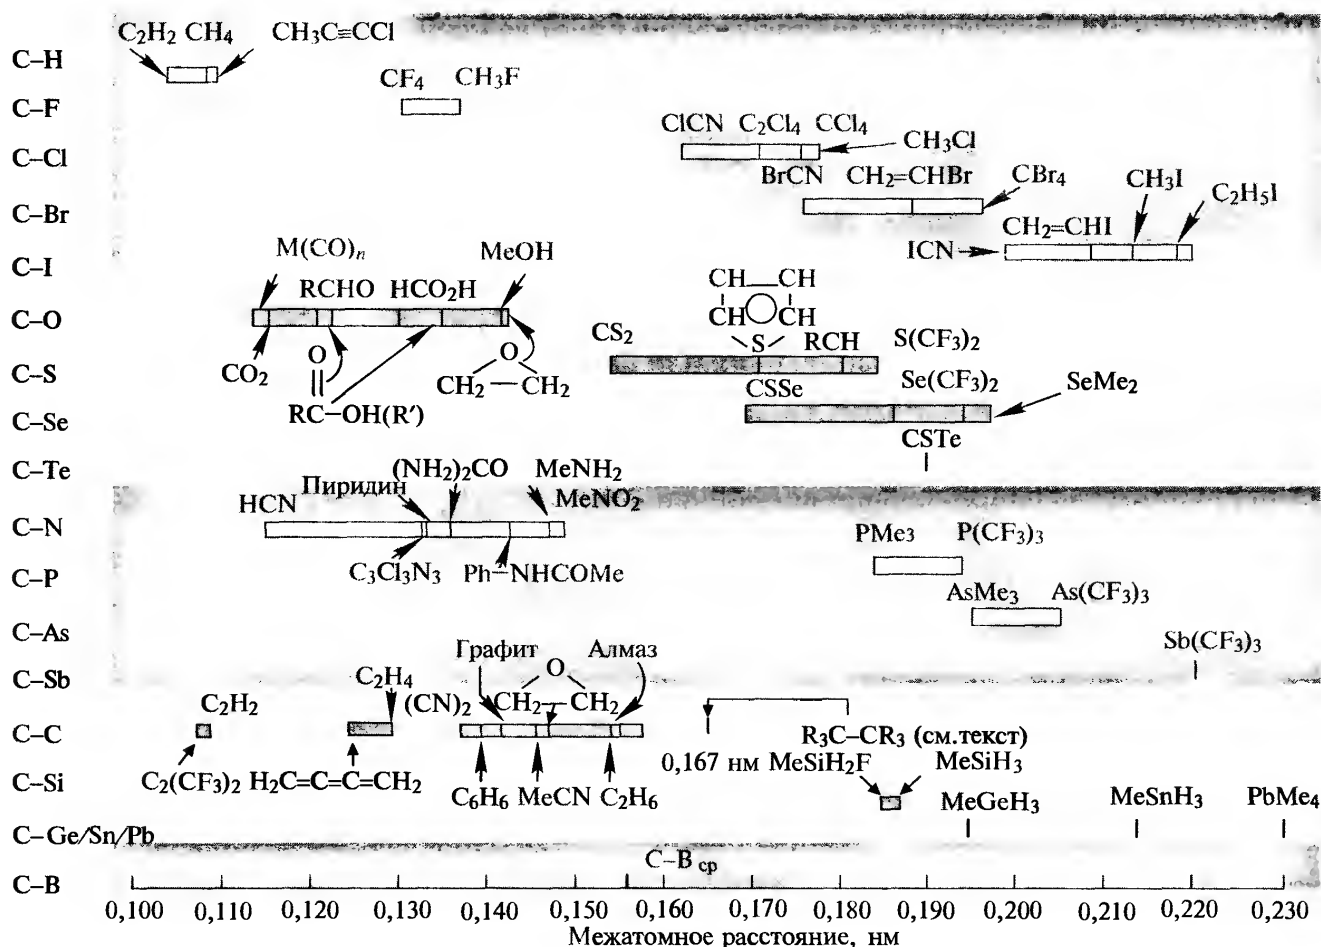 C₂H₂ CH₄ CH₃C≡CCl
C–H
CF₄ CH₃F
C–F
ClCN C₂Cl₄ CCl₄
CH₃Cl
C–Cl
BrCN CH₂=CHBr CBr₄ CH₃I
C₂H₅I
C–Br
CH₂=CHI
M(CO)ₙ MeOH ICN
C–I
RCHO HCO₂H CH—CH
C–O
CH CH
CS₂ S RCH S(CF₃)₂
CO₂ O O
C–S
CH₂—CH₂ CSSe Se(CF₃)₂ SeMe₂
RC—OH(R′)
C–Se
CSTe
C–Te
(NH₂)₂CO MeNH₂
Пиридин MeNO₂
HCN
C–N
PMe₃ P(CF₃)₃
C₃Cl₃N₃ Ph—NHCOMe
C–P
AsMe₃ As(CF₃)₃
C–As
Графит O Алмаз Sb(CF₃)₃
C–Sb
C₂H₄
C₂H₂ (CN)₂ CH₂—CH₂
C–C
R₃C–CR₃ (см.текст)
0,167 нм MeSiH₂F MeSiH₃
C₂(CF₃)₂ H₂C=C=C=CH₂
C–Si
C₆H₆ MeCN C₂H₆ MeGeH₃ MeSnH₃ PbMe₄
C–Ge/Sn/Pb
C–B ср
C–B
0,100 0,110 0,120 0,130 0,140 0,150 0,160 0,170 0,180 0,190 0,200 0,210 0,220 0,230
Межатомное расстояние, нм